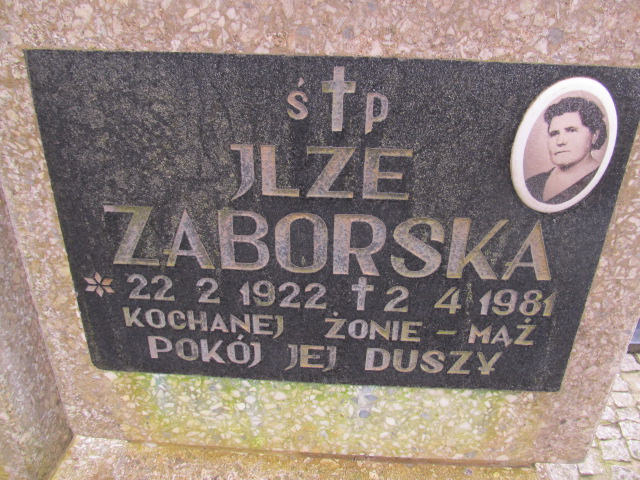 ś † p
JLZE
ZABORSKA
* 22 2 1922 † 2 4 1981
KOCHANEJ ŻONIE - MĄŻ
POKÓJ JEJ DUSZY